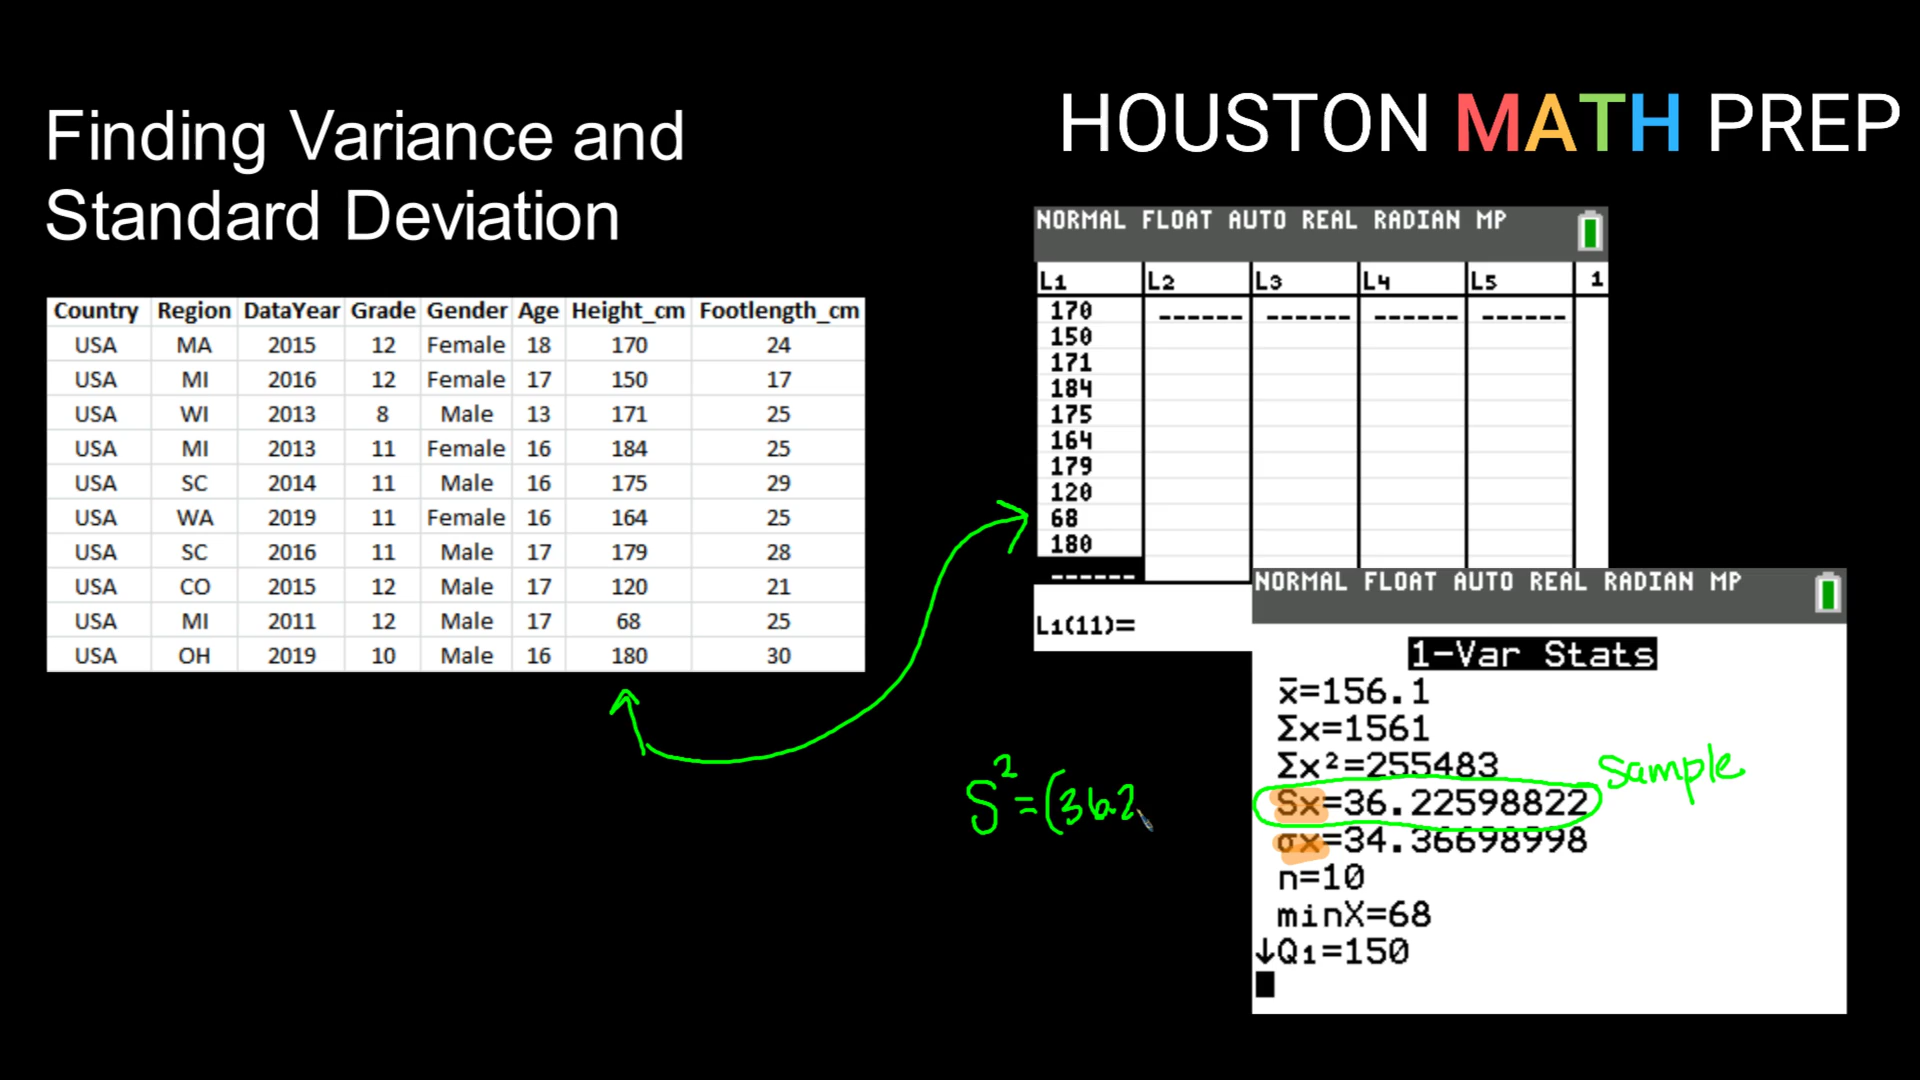 Finding Variance and
Standard Deviation
HOUSTON MATH PREP
Country Region DataYear Grade Gender Age Height_cm Footlength_cm
USA MA 2015 12 Female 18 170 24
USA MI 2016 12 Female 17 150 17
USA WI 2013 8 Male 13 171 25
USA MI 2013 11 Female 16 184 25
USA SC 2014 11 Male 16 175 29
USA WA 2019 11 Female 16 164 25
USA SC 2016 11 Male 17 179 28
USA CO 2015 12 Male 17 120 21
USA MI 2011 12 Male 17 68 25
USA OH 2019 10 Male 16 180 30
NORMAL FLOAT AUTO REAL RADIAN MP
L1 L2 L3 L4 L5 1
170 ------ ------ ------ ------
150
171
184
175
164
179
120
68
180
------
L1(11)=
NORMAL FLOAT AUTO REAL RADIAN MP
1-Var Stats
x̄=156.1
Σx=1561
Σx²=255483
Sx=36.22598822
σx=34.36698998
n=10
minX=68
↓Q1=150
Sample
S²=(36.2